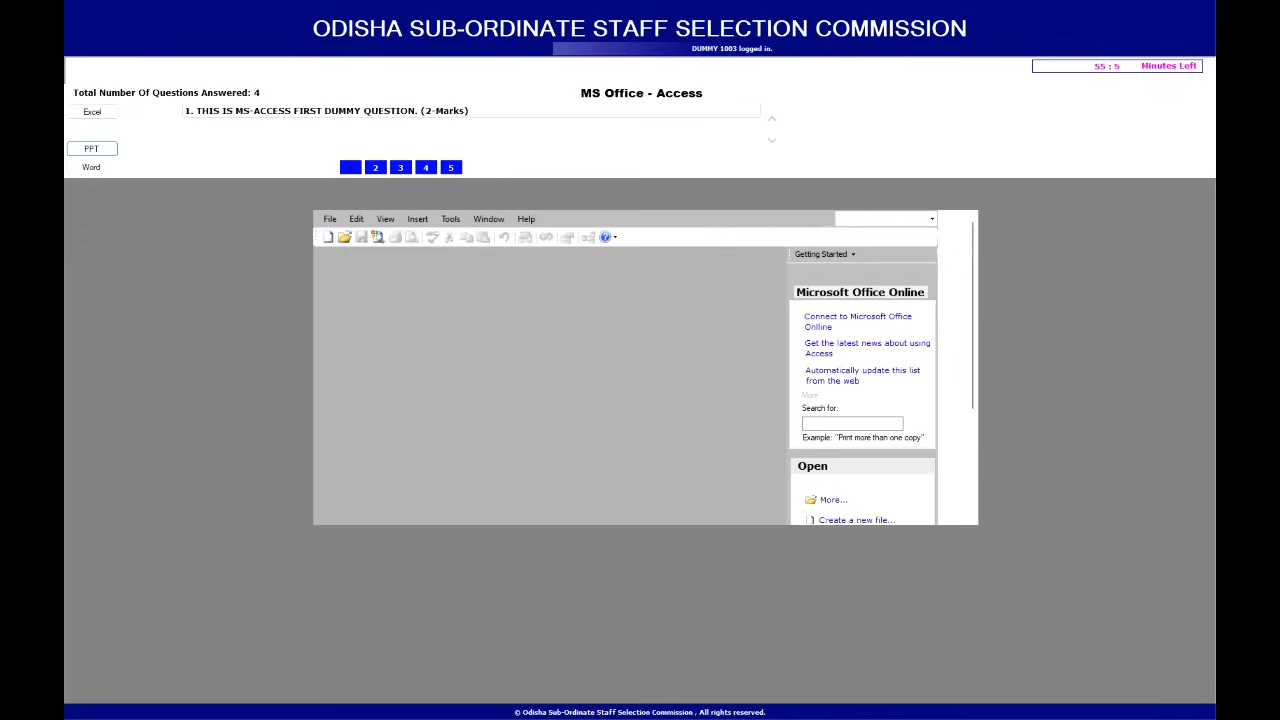 ODISHA SUB-ORDINATE STAFF SELECTION COMMISSION
DUMMY 1003 logged in.
55 : 5 Minutes Left
Total Number Of Questions Answered: 4
MS Office - Access
Excel
1. THIS IS MS-ACCESS FIRST DUMMY QUESTION. (2-Marks)
PPT
Word
2 3 4 5
File Edit View Insert Tools Window Help
Getting Started
Microsoft Office Online
Connect to Microsoft Office
Onlline
Get the latest news about using
Access
Automatically update this list
from the web
More
Search for:
Example: "Print more than one copy"
Open
More...
Create a new file...
© Odisha Sub-Ordinate Staff Selection Commission , All rights reserved.